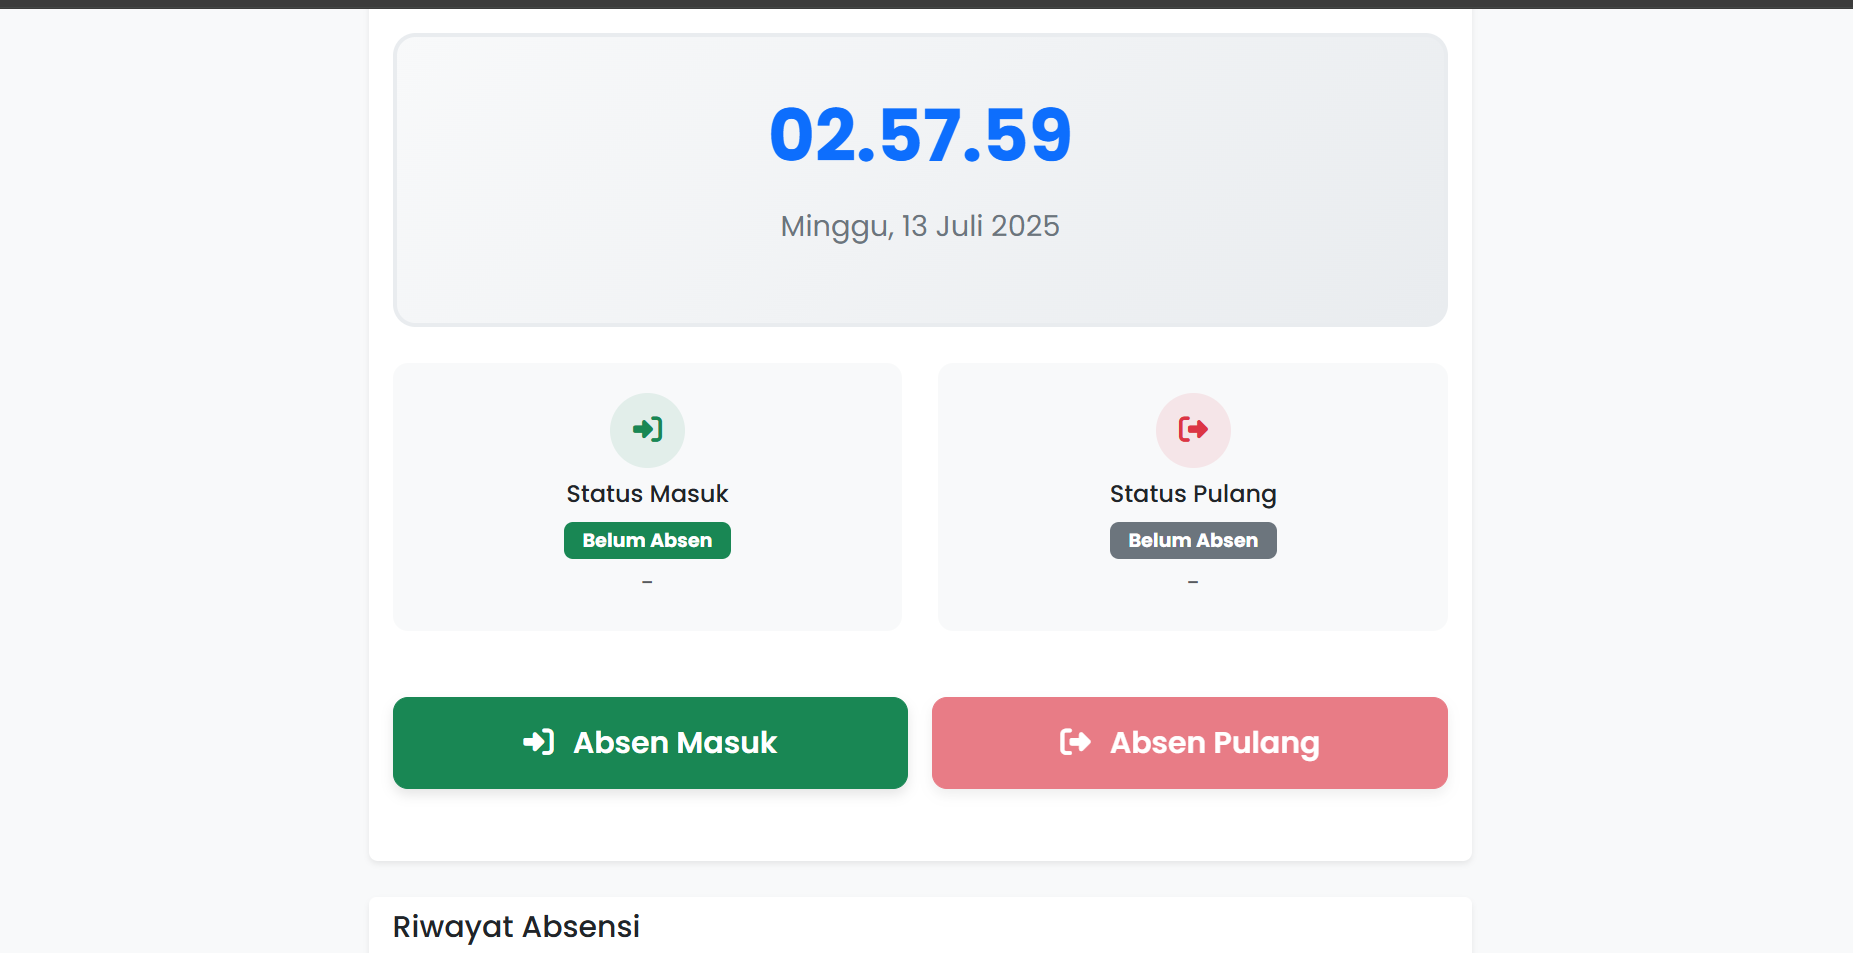 02.57.59
Minggu, 13 Juli 2025
Status Masuk
Belum Absen
-
Status Pulang
Belum Absen
-
Absen Masuk
Absen Pulang
Riwayat Absensi